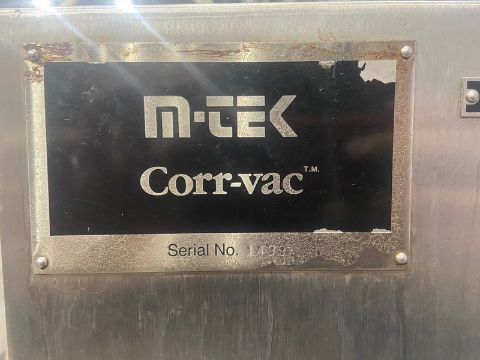 M-TEK
Corr-vac™
Serial No.